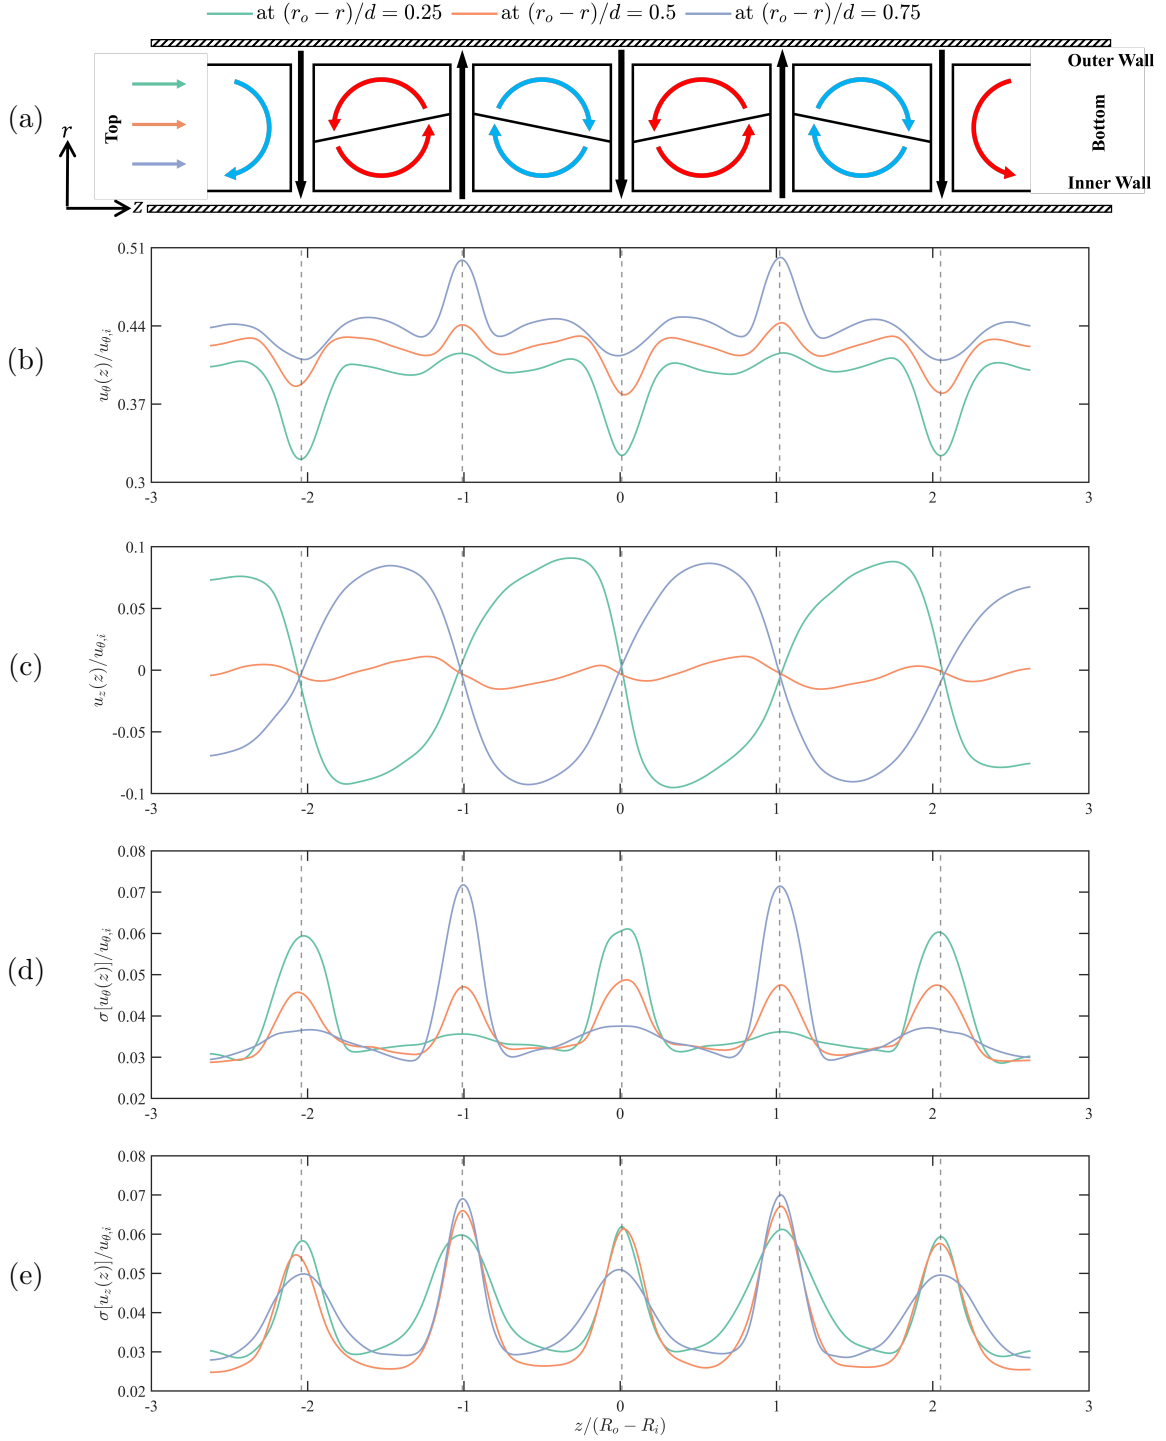 at (r_o − r)/d = 0.25 at (r_o − r)/d = 0.5 at (r_o − r)/d = 0.75
(a)
Top
Outer Wall
Bottom
Inner Wall
r
z
(b)
u_θ(z)/u_θ,i
0.51
0.44
0.37
0.3
-3 -2 -1 0 1 2 3
(c)
u_z(z)/u_θ,i
0.1
0.05
0
-0.05
-0.1
-3 -2 -1 0 1 2 3
(d)
σ[u_θ(z)]/u_θ,i
0.08
0.07
0.06
0.05
0.04
0.03
0.02
-3 -2 -1 0 1 2 3
(e)
σ[u_z(z)]/u_θ,i
0.08
0.07
0.06
0.05
0.04
0.03
0.02
-3 -2 -1 0 1 2 3
z/(R_o − R_i)